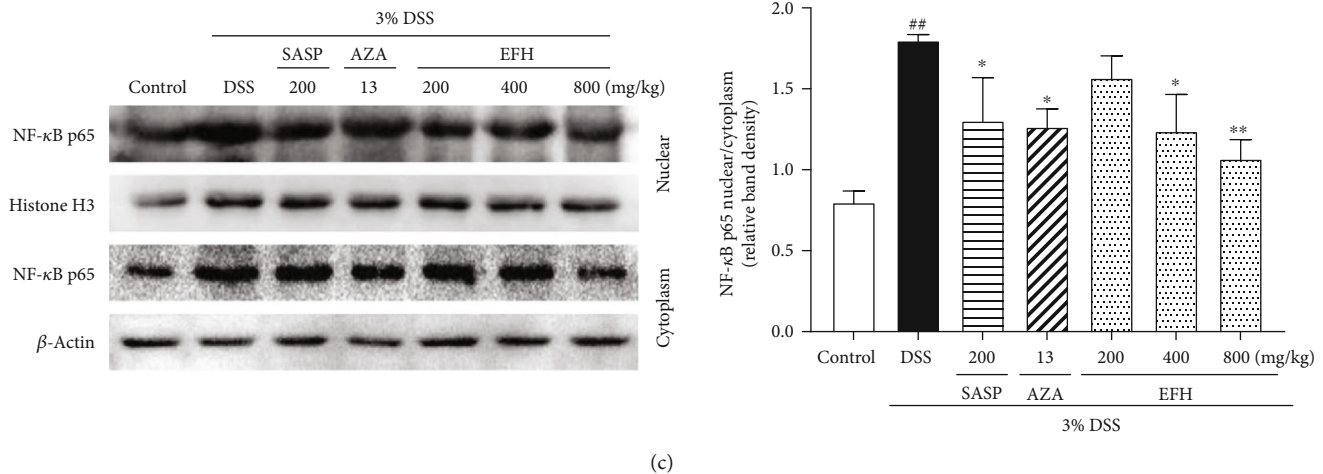 3% DSS
SASP AZA EFH
Control DSS 200 13 200 400 800 (mg/kg)
NF-κB p65
Histone H3
Nuclear
NF-κB p65
β-Actin
Cytoplasm
NF-κB p65 nuclear/cytoplasm
(relative band density)
2.0
1.5
1.0
0.5
0.0
##
*
*
*
**
Control DSS 200 13 200 400 800 (mg/kg)
SASP AZA EFH
3% DSS
(c)